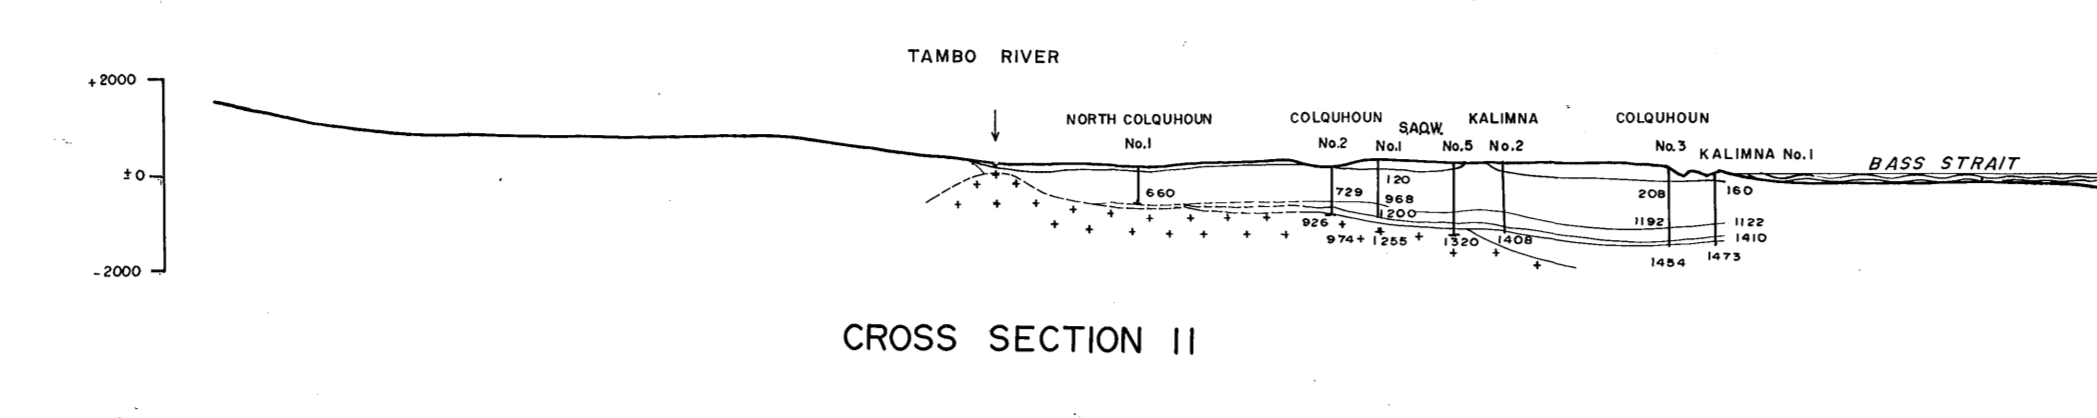 TAMBO RIVER
+2000
NORTH COLQUHOUN
COLQUHOUN
S.A.O.W.
KALIMNA
COLQUHOUN
No.1
No.2
No.1
No.5
No.2
No.3
KALIMNA No.1
BASS STRAIT
±0
120
660
729
968
208
160
1200
926
1192
1122
974
1255
1320
1408
1410
1454
1473
-2000
CROSS SECTION II